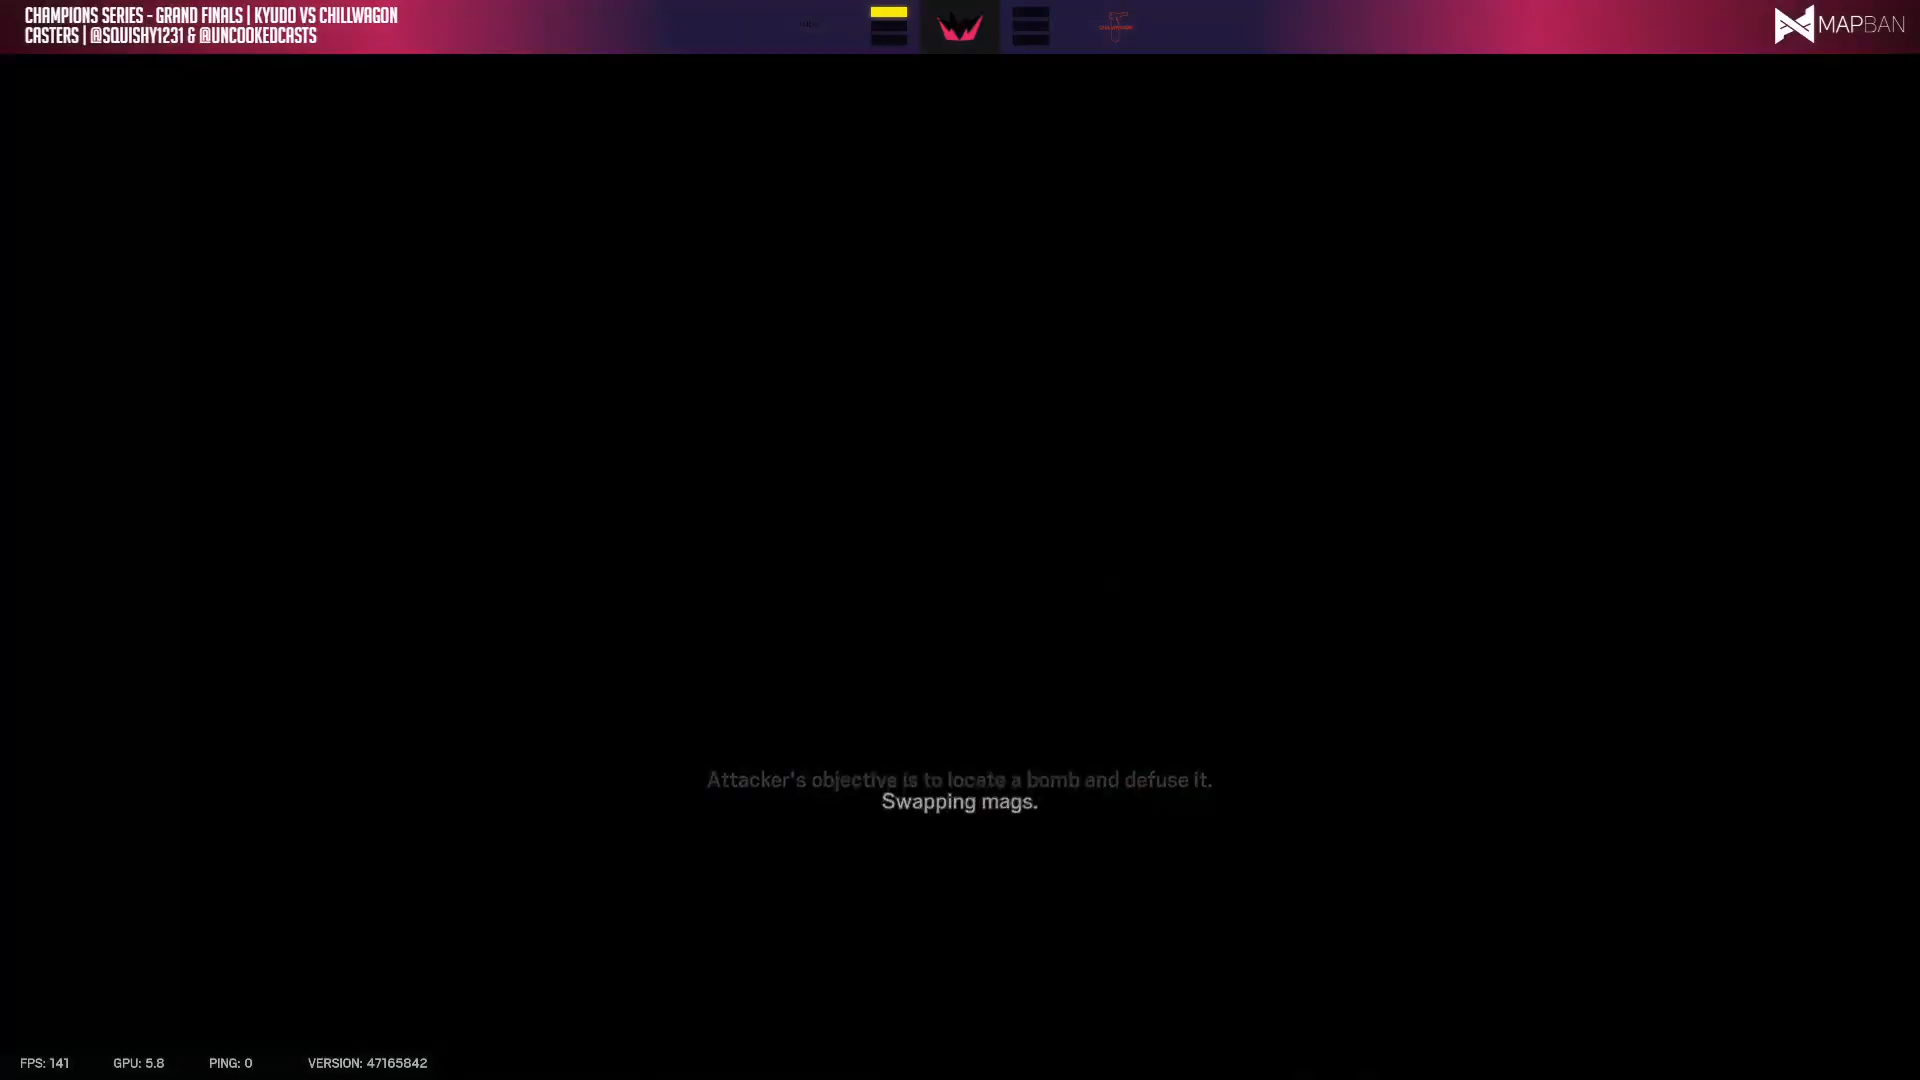 CHAMPIONS SERIES - GRAND FINALS | KYUDO VS CHILLWAGON
CASTERS | @SQUISHY1231 & @UNCOOKEDCASTS
MAPBAN
Attacker's objective is to locate a bomb and defuse it.
Swapping mags.
FPS: 141 GPU: 5.8 PING: 0 VERSION: 47165842